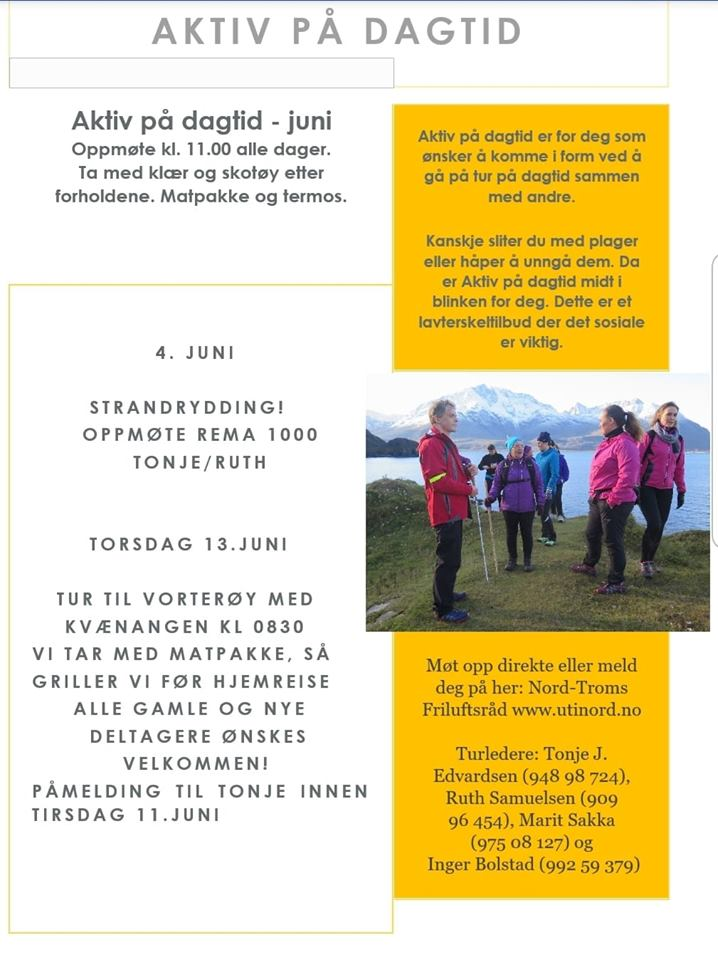 AKTIV PÅ DAGTID
Aktiv på dagtid - juni
Oppmøte kl. 11.00 alle dager.
Ta med klær og skotøy etter
forholdene. Matpakke og termos.
4. JUNI
STRANDRYDDING!
OPPMØTE REMA 1000
TONJE/RUTH
TORSDAG 13.JUNI
TUR TIL VORTERØY MED
KVÆNANGEN KL 0830
VI TAR MED MATPAKKE, SÅ
GRILLER VI FØR HJEMREISE
ALLE GAMLE OG NYE
DELTAGERE ØNSKES
VELKOMMEN!
PÅMELDING TIL TONJE INNEN
TIRSDAG 11.JUNI
Aktiv på dagtid er for deg som
ønsker å komme i form ved å
gå på tur på dagtid sammen
med andre.
Kanskje sliter du med plager
eller håper å unngå dem. Da
er Aktiv på dagtid midt i
blinken for deg. Dette er et
lavterskeltilbud der det sosiale
er viktig.
Møt opp direkte eller meld
deg på her: Nord-Troms
Friluftsråd www.utinord.no
Turledere: Tonje J.
Edvardsen (948 98 724),
Ruth Samuelsen (909
96 454), Marit Sakka
(975 08 127) og
Inger Bolstad (992 59 379)